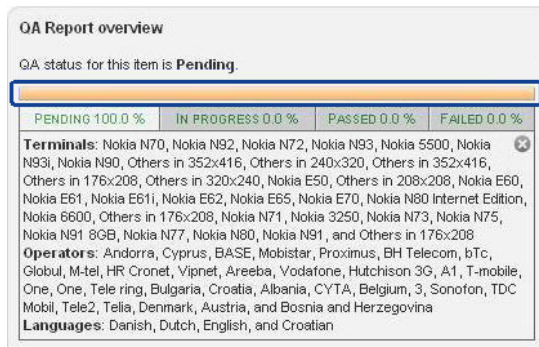 QA Report overview
QA status for this item is Pending.
PENDING 100.0 % IN PROGRESS 0.0 % PASSED 0.0 % FAILED 0.0 %
Terminals: Nokia N70, Nokia N92, Nokia N72, Nokia N93, Nokia 5500, Nokia
N93i, Nokia N90, Others in 352x416, Others in 240x320, Others in 352x416,
Others in 176x208, Others in 320x240, Nokia E50, Others in 208x208, Nokia E60,
Nokia E61, Nokia E61i, Nokia E62, Nokia E65, Nokia E70, Nokia N80 Internet Edition,
Nokia 6600, Others in 176x208, Nokia N71, Nokia 3250, Nokia N73, Nokia N75,
Nokia N91 8GB, Nokia N77, Nokia N80, Nokia N91, and Others in 176x208
Operators: Andorra, Cyprus, BASE, Mobistar, Proximus, BH Telecom, bTc,
Globul, M-tel, HR Cronet, Vipnet, Areeba, Vodafone, Hutchison 3G, A1, T-mobile,
One, One, Tele ring, Bulgaria, Croatia, Albania, CYTA, Belgium, 3, Sonofon, TDC
Mobil, Tele2, Telia, Denmark, Austria, and Bosnia and Herzegovina
Languages: Danish, Dutch, English, and Croatian